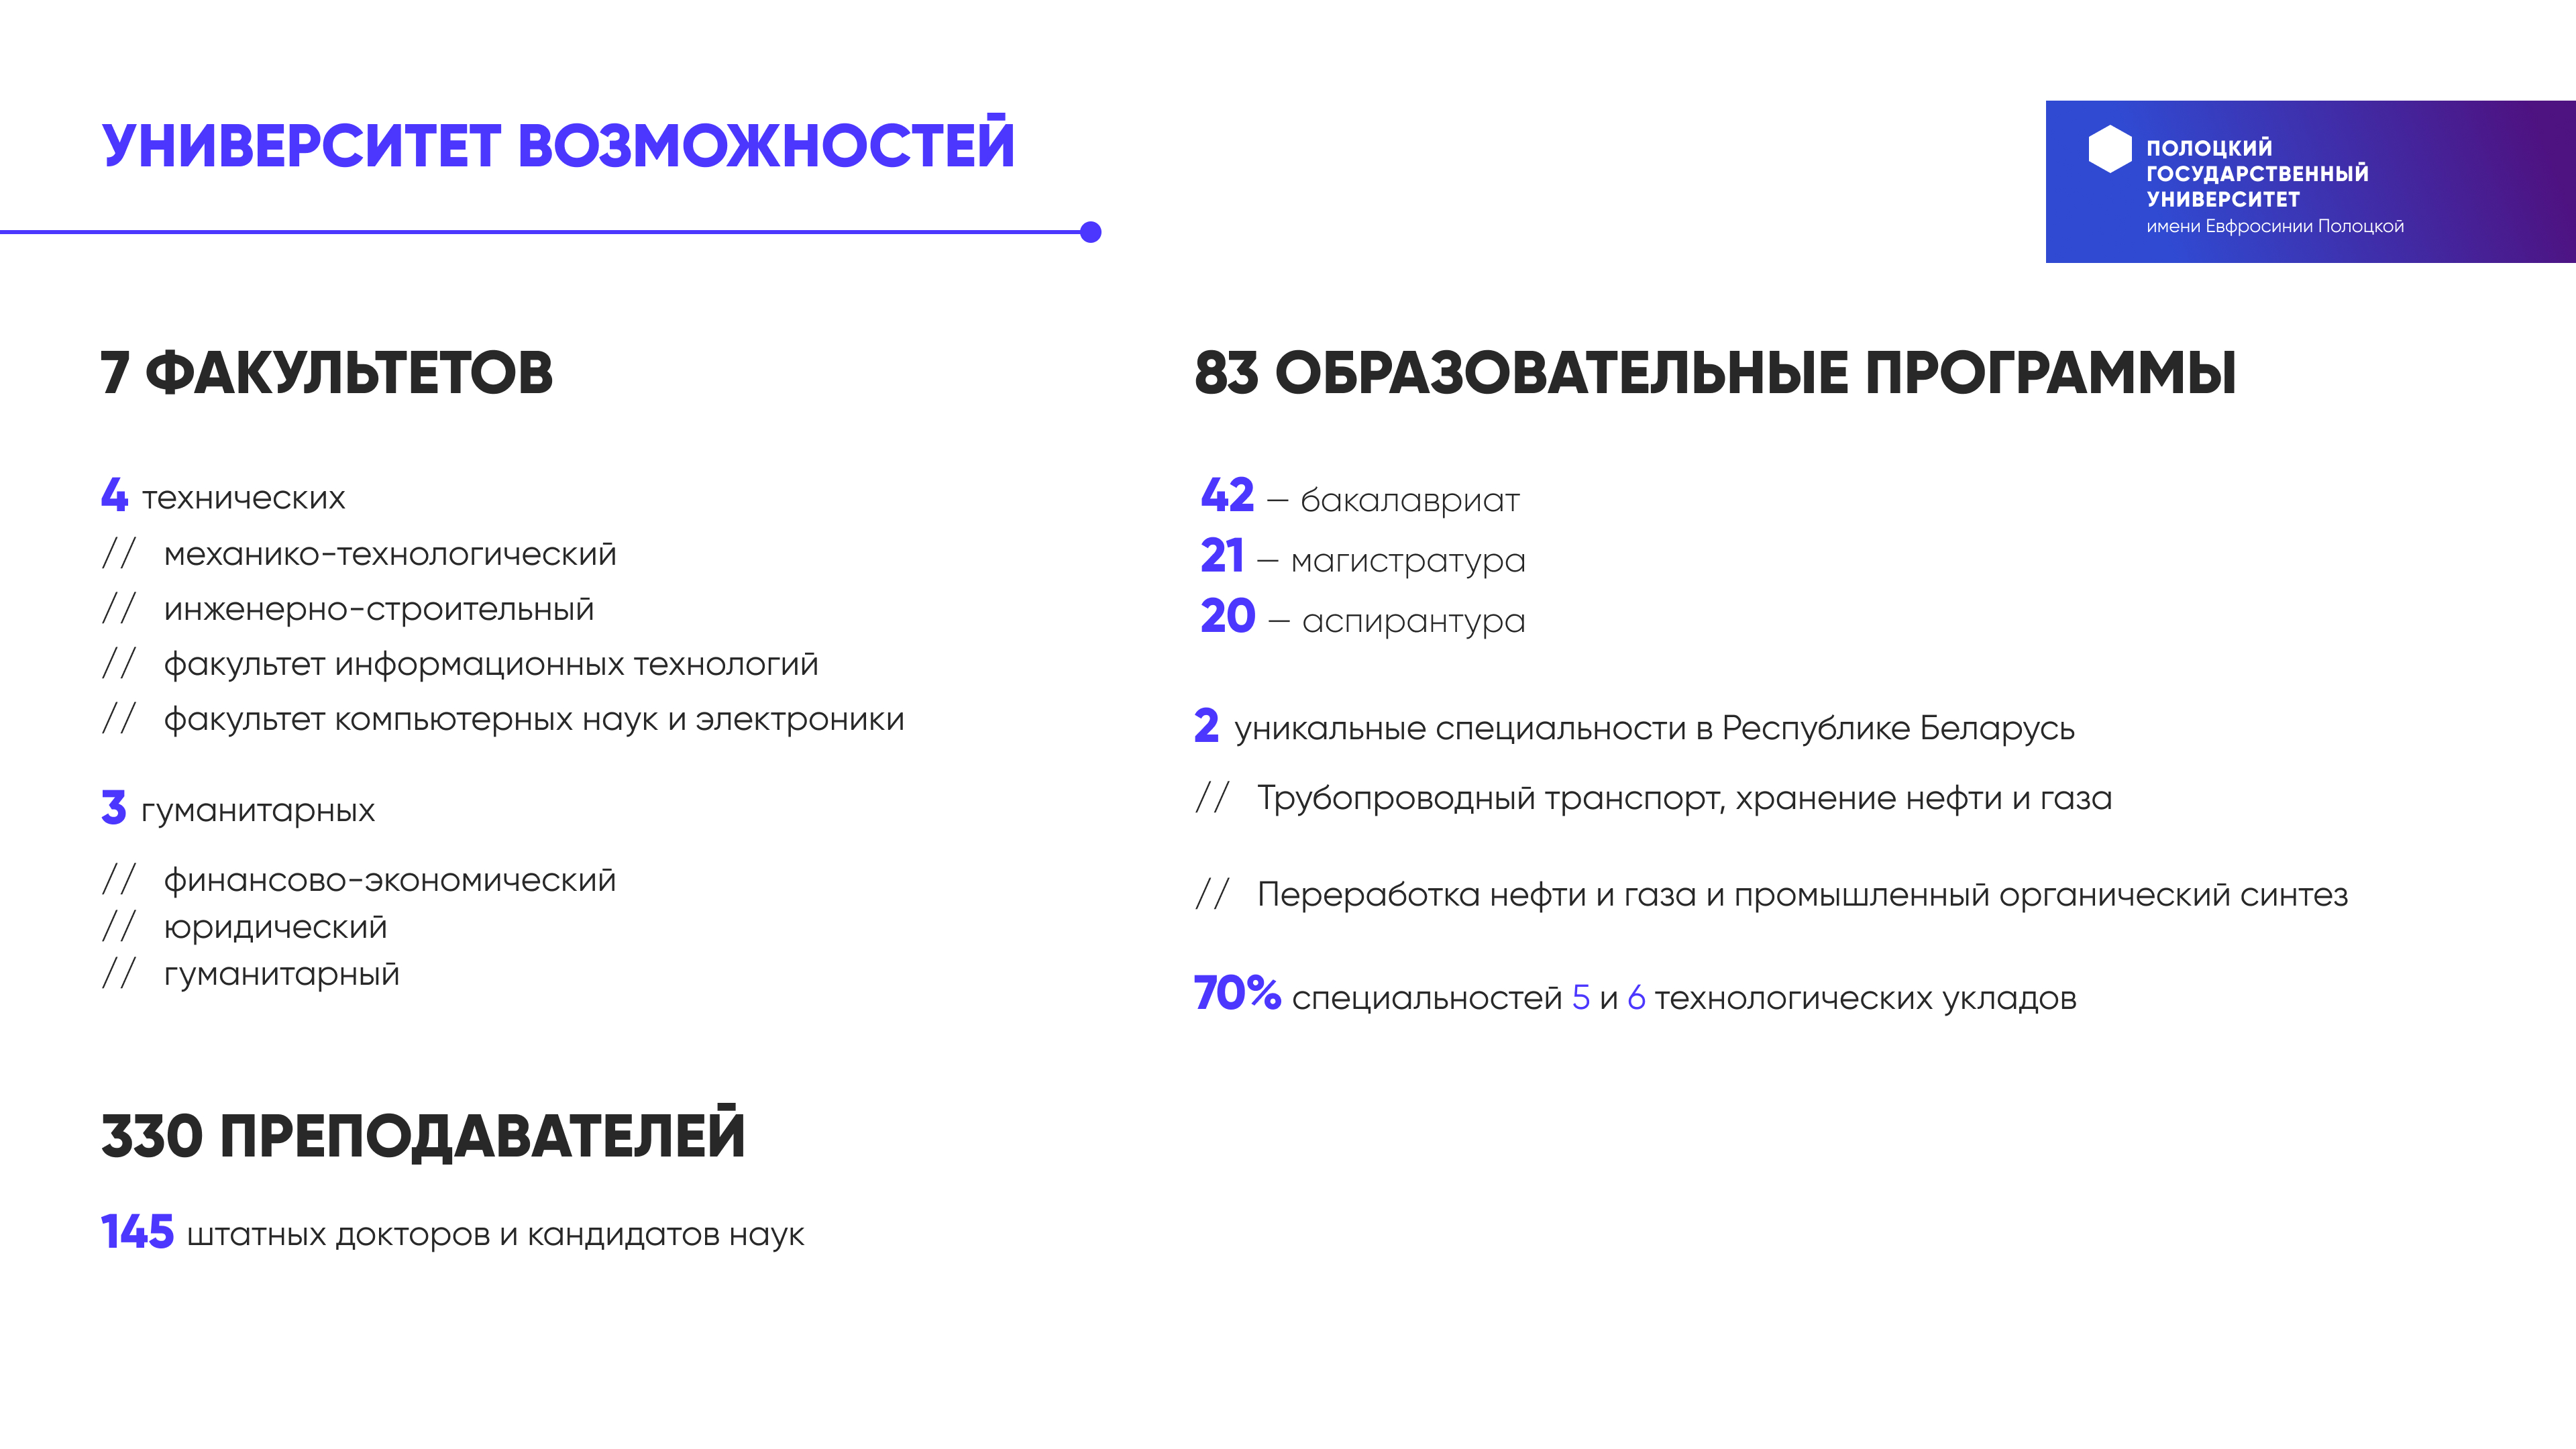 УНИВЕРСИТЕТ ВОЗМОЖНОСТЕЙ
ПОЛОЦКИЙ
ГОСУДАРСТВЕННЫЙ
УНИВЕРСИТЕТ
имени Евфросинии Полоцкой
7 ФАКУЛЬТЕТОВ
4 технических
// механико-технологический
// инженерно-строительный
// факультет информационных технологий
// факультет компьютерных наук и электроники
3 гуманитарных
// финансово-экономический
// юридический
// гуманитарный
330 ПРЕПОДАВАТЕЛЕЙ
145 штатных докторов и кандидатов наук
83 ОБРАЗОВАТЕЛЬНЫЕ ПРОГРАММЫ
42 – бакалавриат
21 – магистратура
20 – аспирантура
2 уникальные специальности в Республике Беларусь
// Трубопроводный транспорт, хранение нефти и газа
// Переработка нефти и газа и промышленный органический синтез
70% специальностей 5 и 6 технологических укладов